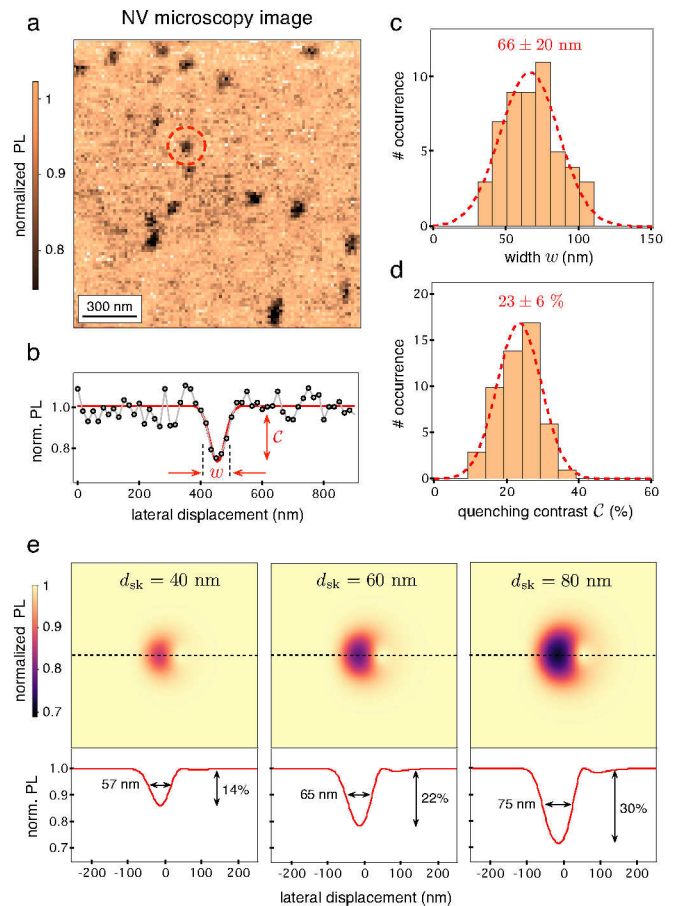 a
NV microscopy image
normalized PL
1
0.9
0.8
300 nm
b
norm. PL
1.0
0.8
C
w
0 200 400 600 800
lateral displacement (nm)
c
66 ± 20 nm
# occurrence
10
5
0
0 50 100 150
width w (nm)
d
23 ± 6 %
# occurrence
20
15
10
5
0
0 20 40 60
quenching contrast C (%)
e
normalized PL
1
0.9
0.8
0.7
dsk = 40 nm
dsk = 60 nm
dsk = 80 nm
norm. PL
1.0
0.9
0.8
0.7
57 nm
14%
65 nm
22%
75 nm
30%
-200 -100 0 100 200
-200 -100 0 100 200
-200 -100 0 100 200
lateral displacement (nm)